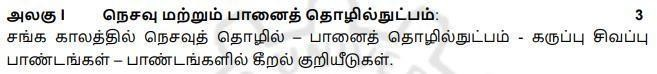 அலகு I நெசவு மற்றும் பானைத் தொழில்நுட்பம்: 3
சங்க காலத்தில் நெசவுத் தொழில் – பானைத் தொழில்நுட்பம் - கருப்பு சிவப்பு
பாண்டங்கள் – பாண்டங்களில் கீறல் குறியீடுகள்.